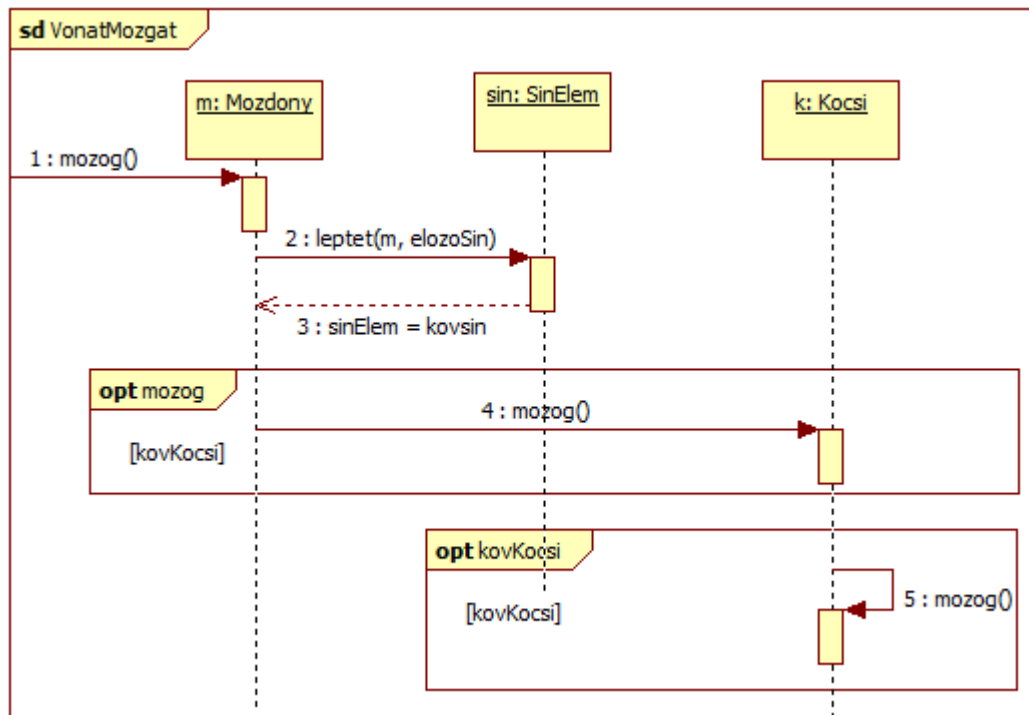 sd VonatMozgat
m: Mozdony
sin: SinElem
k: Kocsi
1 : mozog()
2 : leptet(m, elozoSin)
3 : sinElem = kovsin
opt mozog
4 : mozog()
[kovKocsi]
opt kovKocsi
5 : mozog()
[kovKocsi]